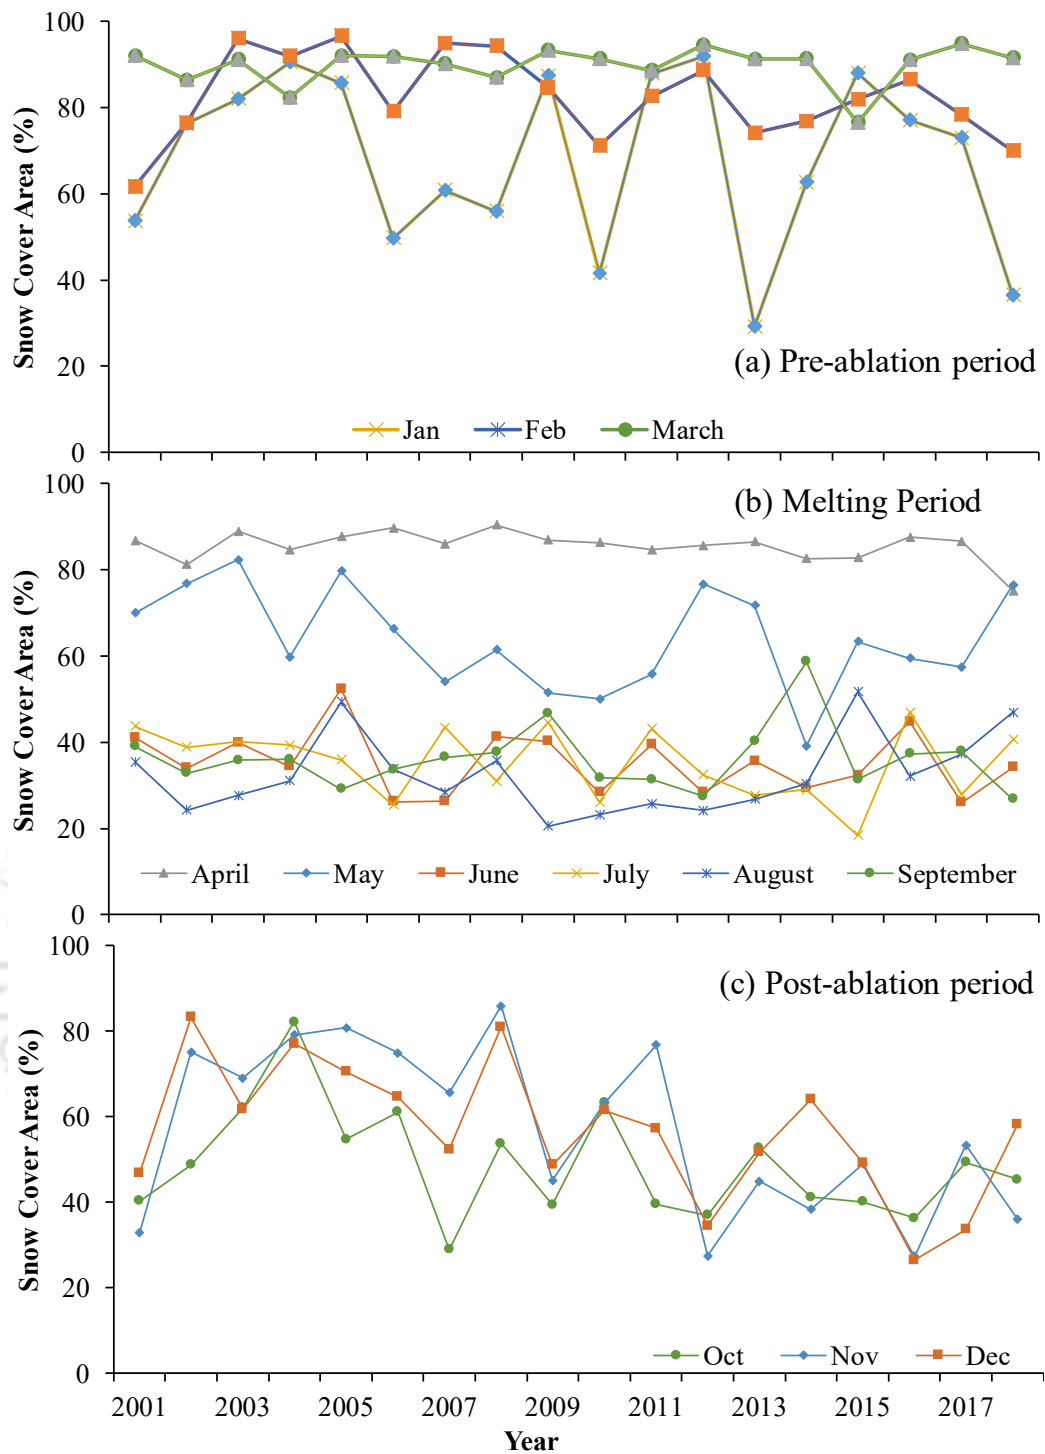 100
80
60
40
20
0
Snow Cover Area (%)
(a) Pre-ablation period
Jan Feb March
100
80
60
40
20
0
Snow Cover Area (%)
(b) Melting Period
April May June July August September
100
80
60
40
20
0
Snow Cover Area (%)
(c) Post-ablation period
Oct Nov Dec
2001 2003 2005 2007 2009 2011 2013 2015 2017
Year